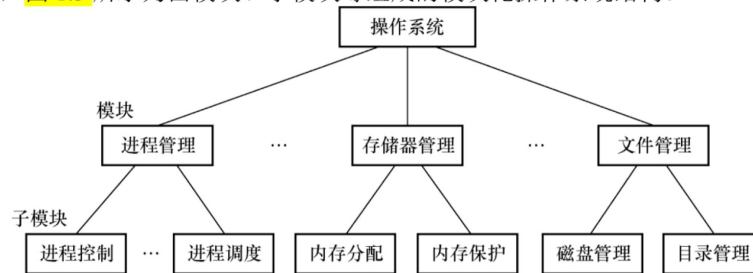 操作系统
模块
进程管理 … 存储器管理 … 文件管理
子模块
进程控制 … 进程调度 内存分配 内存保护 磁盘管理 目录管理